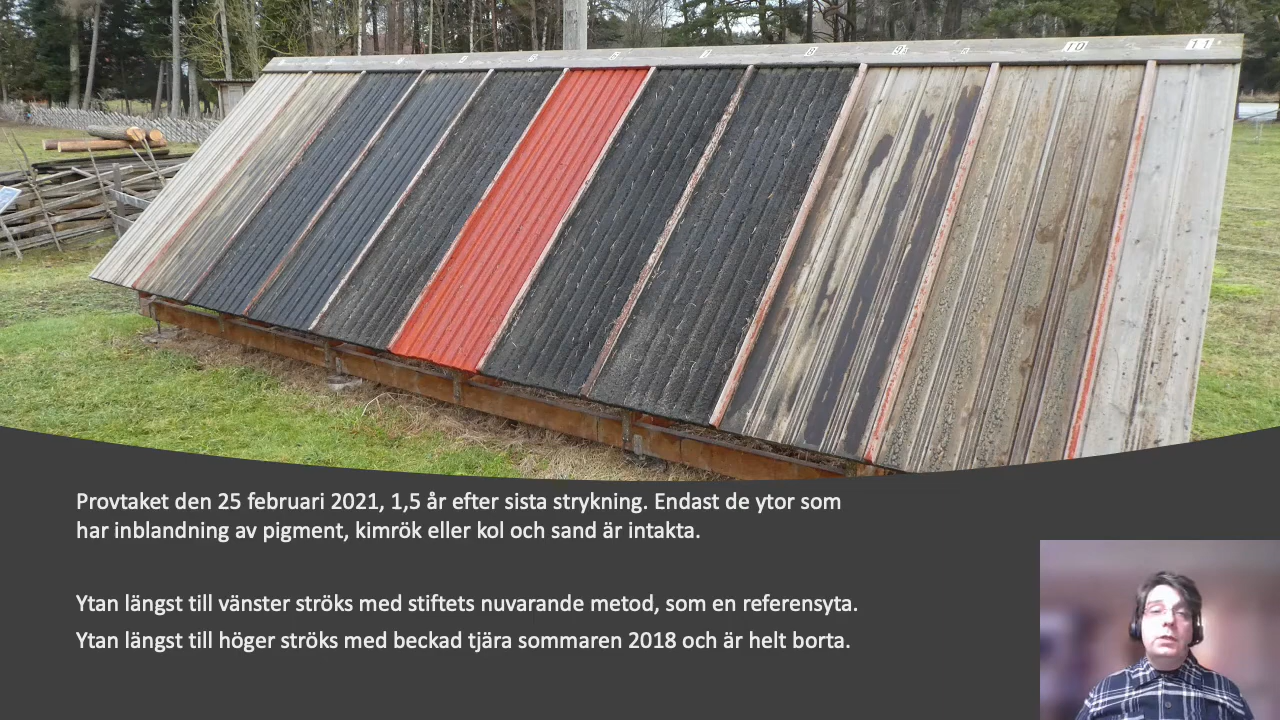 10 11
Provtaket den 25 februari 2021, 1,5 år efter sista strykning. Endast de ytor som
har inblandning av pigment, kimrök eller kol och sand är intakta.
Ytan längst till vänster ströks med stiftets nuvarande metod, som en referensyta.
Ytan längst till höger ströks med beckad tjära sommaren 2018 och är helt borta.